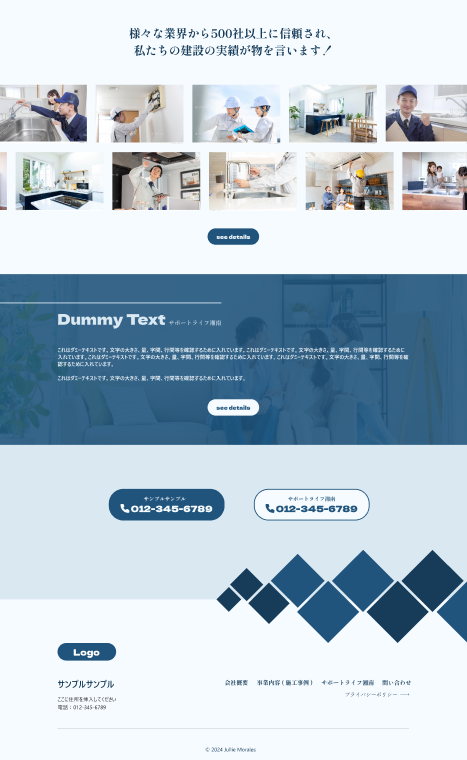 様々な業界から500社以上に信頼され、
私たちの建設の実績が物を言います！
see details
Dummy Text サポートライフ湘南
これはダミーテキストです。文字の大きさ、量、字間、行間等を確認するために入れています。これはダミーテキストです。文字の大きさ、量、字間、行間等を確認するために
入れています。これはダミーテキストです。文字の大きさ、量、字間、行間等を確認するために入れています。これはダミーテキストです。文字の大きさ、量、字間、行間等を確
認するために入れています。
これはダミーテキストです。文字の大きさ、量、字間、行間等を確認するために入れています。
see details
サンプルサンプル
012-345-6789
サポートライフ湘南
012-345-6789
Logo
サンプルサンプル
ここに住所を挿入してください
電話：012-345-6789
会社概要 事業内容（施工事例） サポートライフ湘南 問い合わせ
プライバシーポリシー →
© 2024 Juliie Morales